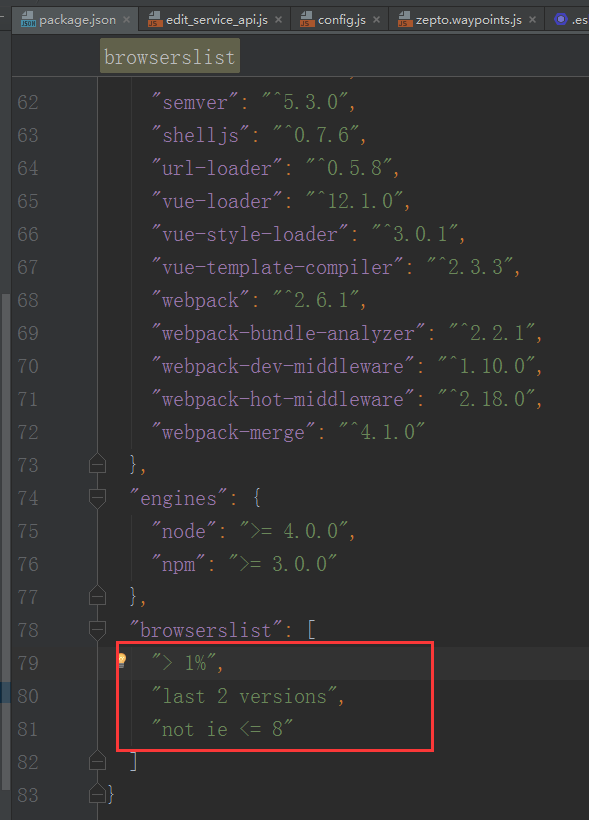 package.json
edit_service_api.js
config.js
zepto.waypoints.js
.es
browserslist
62 "semver": "^5.3.0",
63 "shelljs": "^0.7.6",
64 "url-loader": "^0.5.8",
65 "vue-loader": "^12.1.0",
66 "vue-style-loader": "^3.0.1",
67 "vue-template-compiler": "^2.3.3",
68 "webpack": "^2.6.1",
69 "webpack-bundle-analyzer": "^2.2.1",
70 "webpack-dev-middleware": "^1.10.0",
71 "webpack-hot-middleware": "^2.18.0",
72 "webpack-merge": "^4.1.0"
73 },
74 "engines": {
75 "node": ">= 4.0.0",
76 "npm": ">= 3.0.0"
77 },
78 "browserslist": [
79 "> 1%",
80 "last 2 versions",
81 "not ie <= 8"
82 ]
83 }